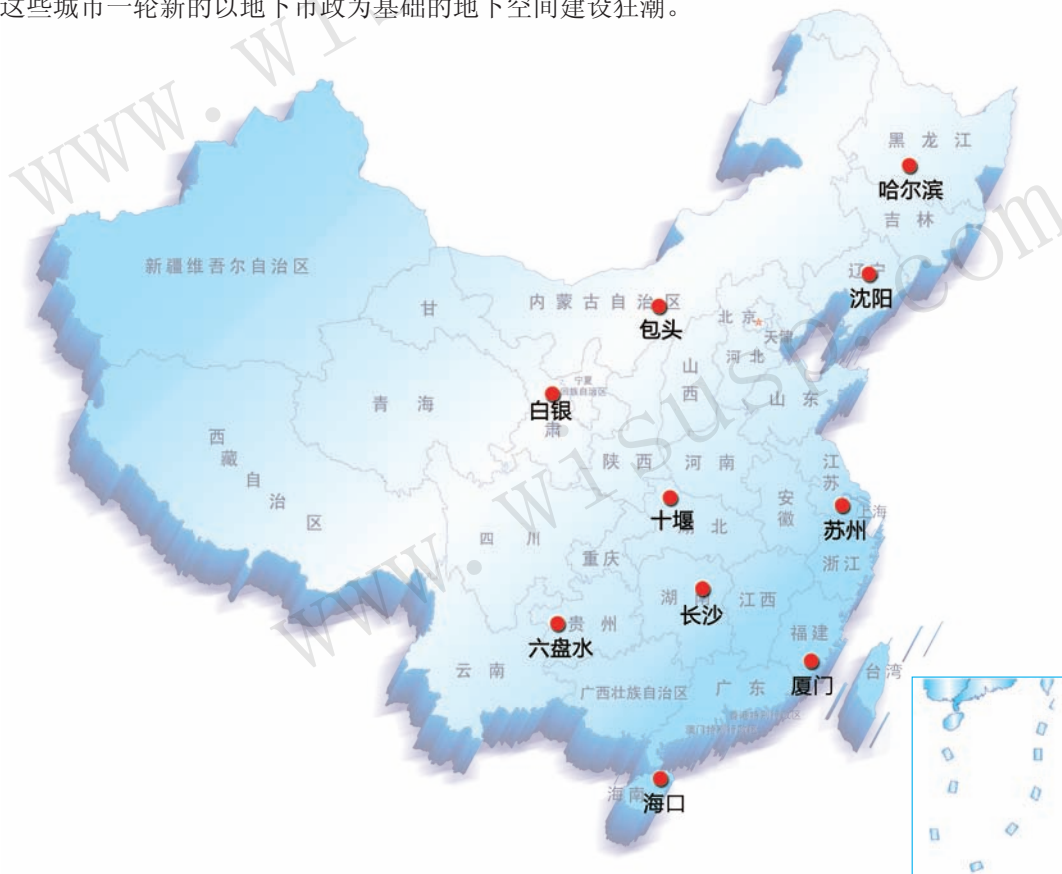 这些城市一轮新的以地下市政为基础的地下空间建设狂潮。
黑龙江
哈尔滨
吉林
辽宁
沈阳
新疆维吾尔自治区
甘
内蒙古自治区
包头
北京
天津
河北
山
西
山东
宁夏
回族自治区
白银
肃
青海
西
藏
自
治
区
陕西
河南
江
苏
安
徽
上海
苏州
十堰
湖北
四川
重庆
浙江
湖南
长沙
江西
贵州
六盘水
福建
厦门
云南
广西壮族自治区
广东
台湾
香港特别行政区
澳门特别行政区
海南
海口
www.wisusp.com